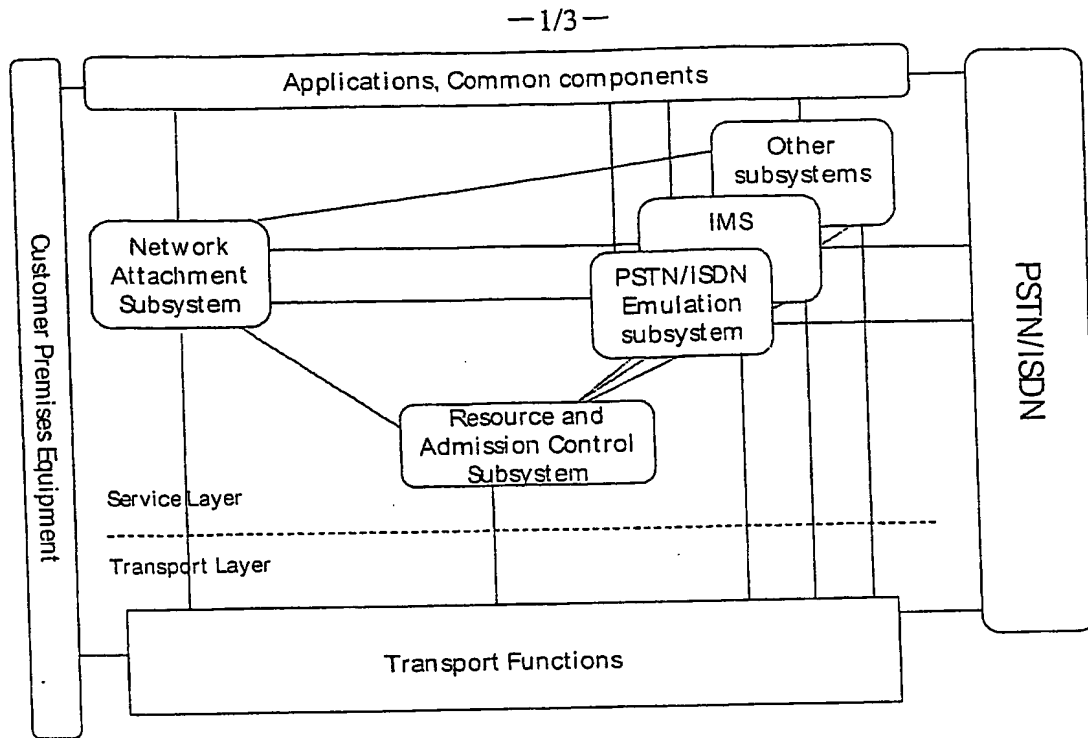 —1/3—
Applications, Common components
Other
subsystems
IMS
Network
Attachment
Subsystem
PSTN/ISDN
Emulation
subsystem
Resource and
Admission Control
Subsystem
Service Layer
Transport Layer
Transport Functions
Customer Premises Equipment
PSTN/ISDN